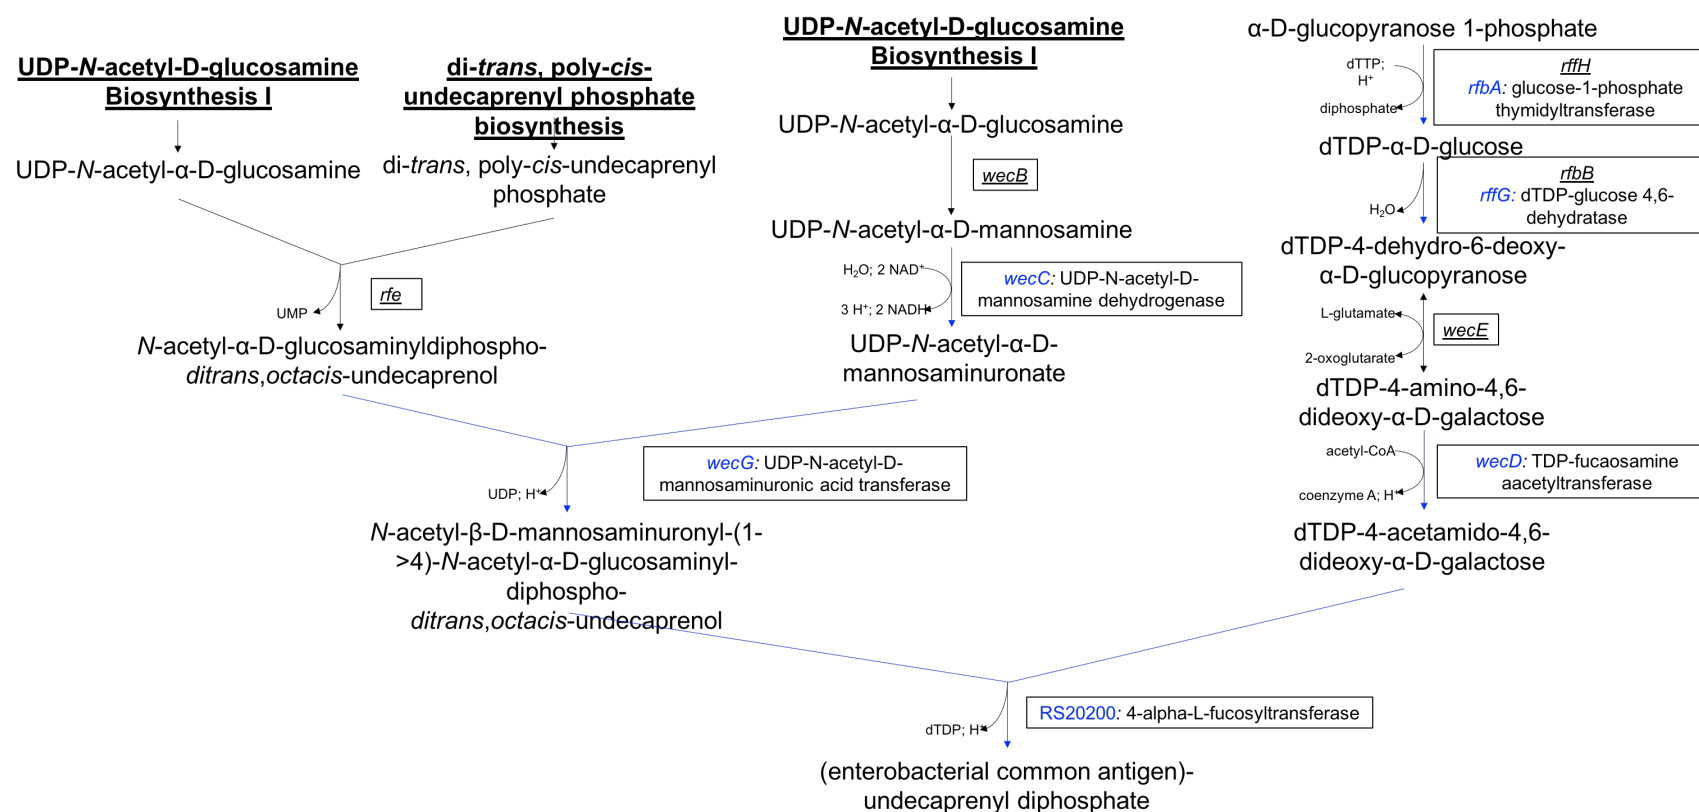 UDP-N-acetyl-D-glucosamine
Biosynthesis I
UDP-N-acetyl-α-D-glucosamine
di-trans, poly-cis-
undecaprenyl phosphate
biosynthesis
di-trans, poly-cis-undecaprenyl
phosphate
UMP
rfe
N-acetyl-α-D-glucosaminyldiphospho-
ditrans,octacis-undecaprenol
UDP-N-acetyl-D-glucosamine
Biosynthesis I
UDP-N-acetyl-α-D-glucosamine
wecB
UDP-N-acetyl-α-D-mannosamine
H₂O; 2 NAD⁺
3 H⁺; 2 NADH
wecC: UDP-N-acetyl-D-
mannosamine dehydrogenase
UDP-N-acetyl-α-D-
mannosaminuronate
UDP; H⁺
wecG: UDP-N-acetyl-D-
mannosaminuronic acid transferase
N-acetyl-β-D-mannosaminuronyl-(1-
>4)-N-acetyl-α-D-glucosaminyl-
diphospho-
ditrans,octacis-undecaprenol
α-D-glucopyranose 1-phosphate
dTTP;
H⁺
diphosphate
rffH
rfbA: glucose-1-phosphate
thymidyltransferase
dTDP-α-D-glucose
H₂O
rfbB
rffG: dTDP-glucose 4,6-
dehydratase
dTDP-4-dehydro-6-deoxy-
α-D-glucopyranose
L-glutamate
2-oxoglutarate
wecE
dTDP-4-amino-4,6-
dideoxy-α-D-galactose
acetyl-CoA
coenzyme A; H⁺
wecD: TDP-fucaosamine
aacetyltransferase
dTDP-4-acetamido-4,6-
dideoxy-α-D-galactose
dTDP; H⁺
RS20200: 4-alpha-L-fucosyltransferase
(enterobacterial common antigen)-
undecaprenyl diphosphate